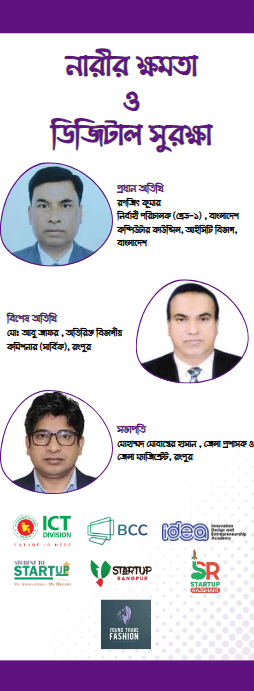 নারীর ক্ষমতা
ও
ডিজিটাল সুরক্ষা
প্রধান অতিথি
রণজিৎ কুমার
নির্বাহী পরিচালক (গ্রেড-১) , বাংলাদেশ
কম্পিউটার কাউন্সিল, আইসিটি বিভাগ,
বাংলাদেশ
বিশেষ অতিথি
মোঃ আবু জাফর , অতিরিক্ত বিভাগীয়
কমিশনার (সার্বিক), রংপুর
সভাপতি
মোহাম্মদ মোবাশ্বের হাসান , জেলা প্রশাসক ও
জেলা ম্যাজিস্ট্রেট, রংপুর
ICT
DIVISION
FUTURE IS HERE
BCC
idea
Innovation
Design and
Entrepreneurship
Academy
STUDENT TO
STARTUP
My Innovation - My Dream
STARTUP
RANGPUR
SR
STARTUP
RAJSHAHI
YOUNG TRADE
FASHION